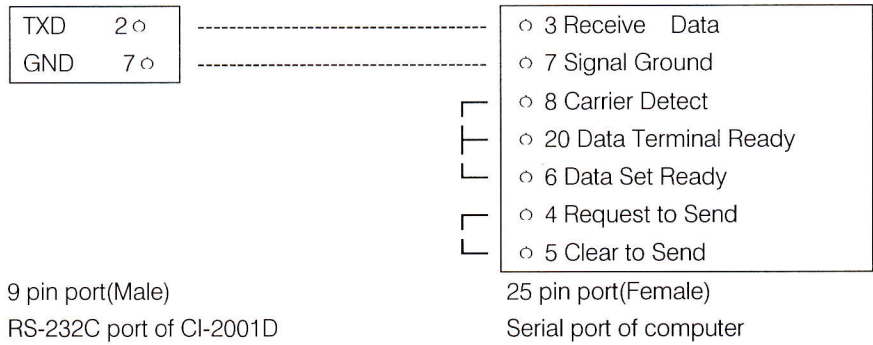 TXD 2 3 Receive Data
GND 7 7 Signal Ground
8 Carrier Detect
20 Data Terminal Ready
6 Data Set Ready
4 Request to Send
5 Clear to Send
9 pin port(Male) 25 pin port(Female)
RS-232C port of CI-2001D Serial port of computer